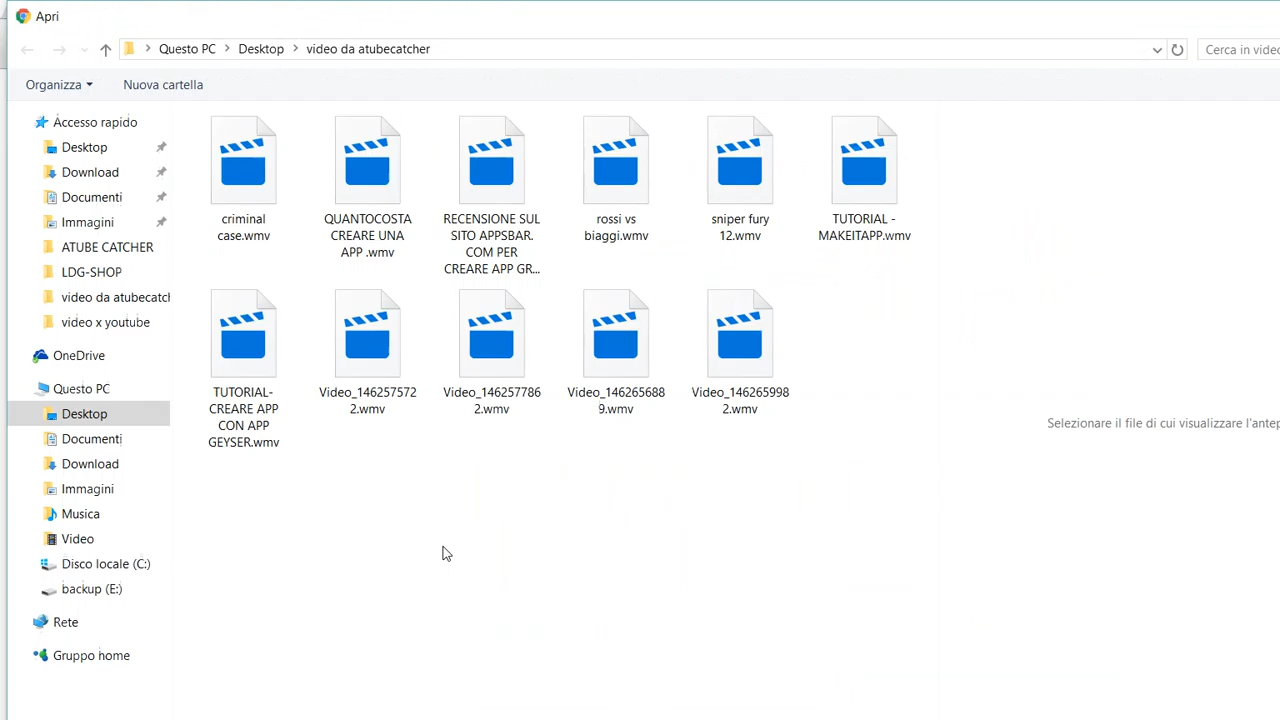 Apri
Questo PC
Desktop
video da atubecatcher
Cerca in video
Organizza
Nuova cartella
Accesso rapido
Desktop
Download
Documenti
Immagini
ATUBE CATCHER
LDG-SHOP
video da atubecatch
video x youtube
OneDrive
Questo PC
Desktop
Documenti
Download
Immagini
Musica
Video
Disco locale (C:)
backup (E:)
Rete
Gruppo home
criminal
case.wmv
QUANTOCOSTA
CREARE UNA
APP .wmv
RECENSIONE SUL
SITO APPSBAR.
COM PER
CREARE APP GR...
rossi vs
biaggi.wmv
sniper fury
12.wmv
TUTORIAL -
MAKEITAPP.wmv
TUTORIAL-
CREARE APP
CON APP
GEYSER.wmv
Video_146257572
2.wmv
Video_146257786
2.wmv
Video_146265688
9.wmv
Video_146265998
2.wmv
Selezionare il file di cui visualizzare l'antep